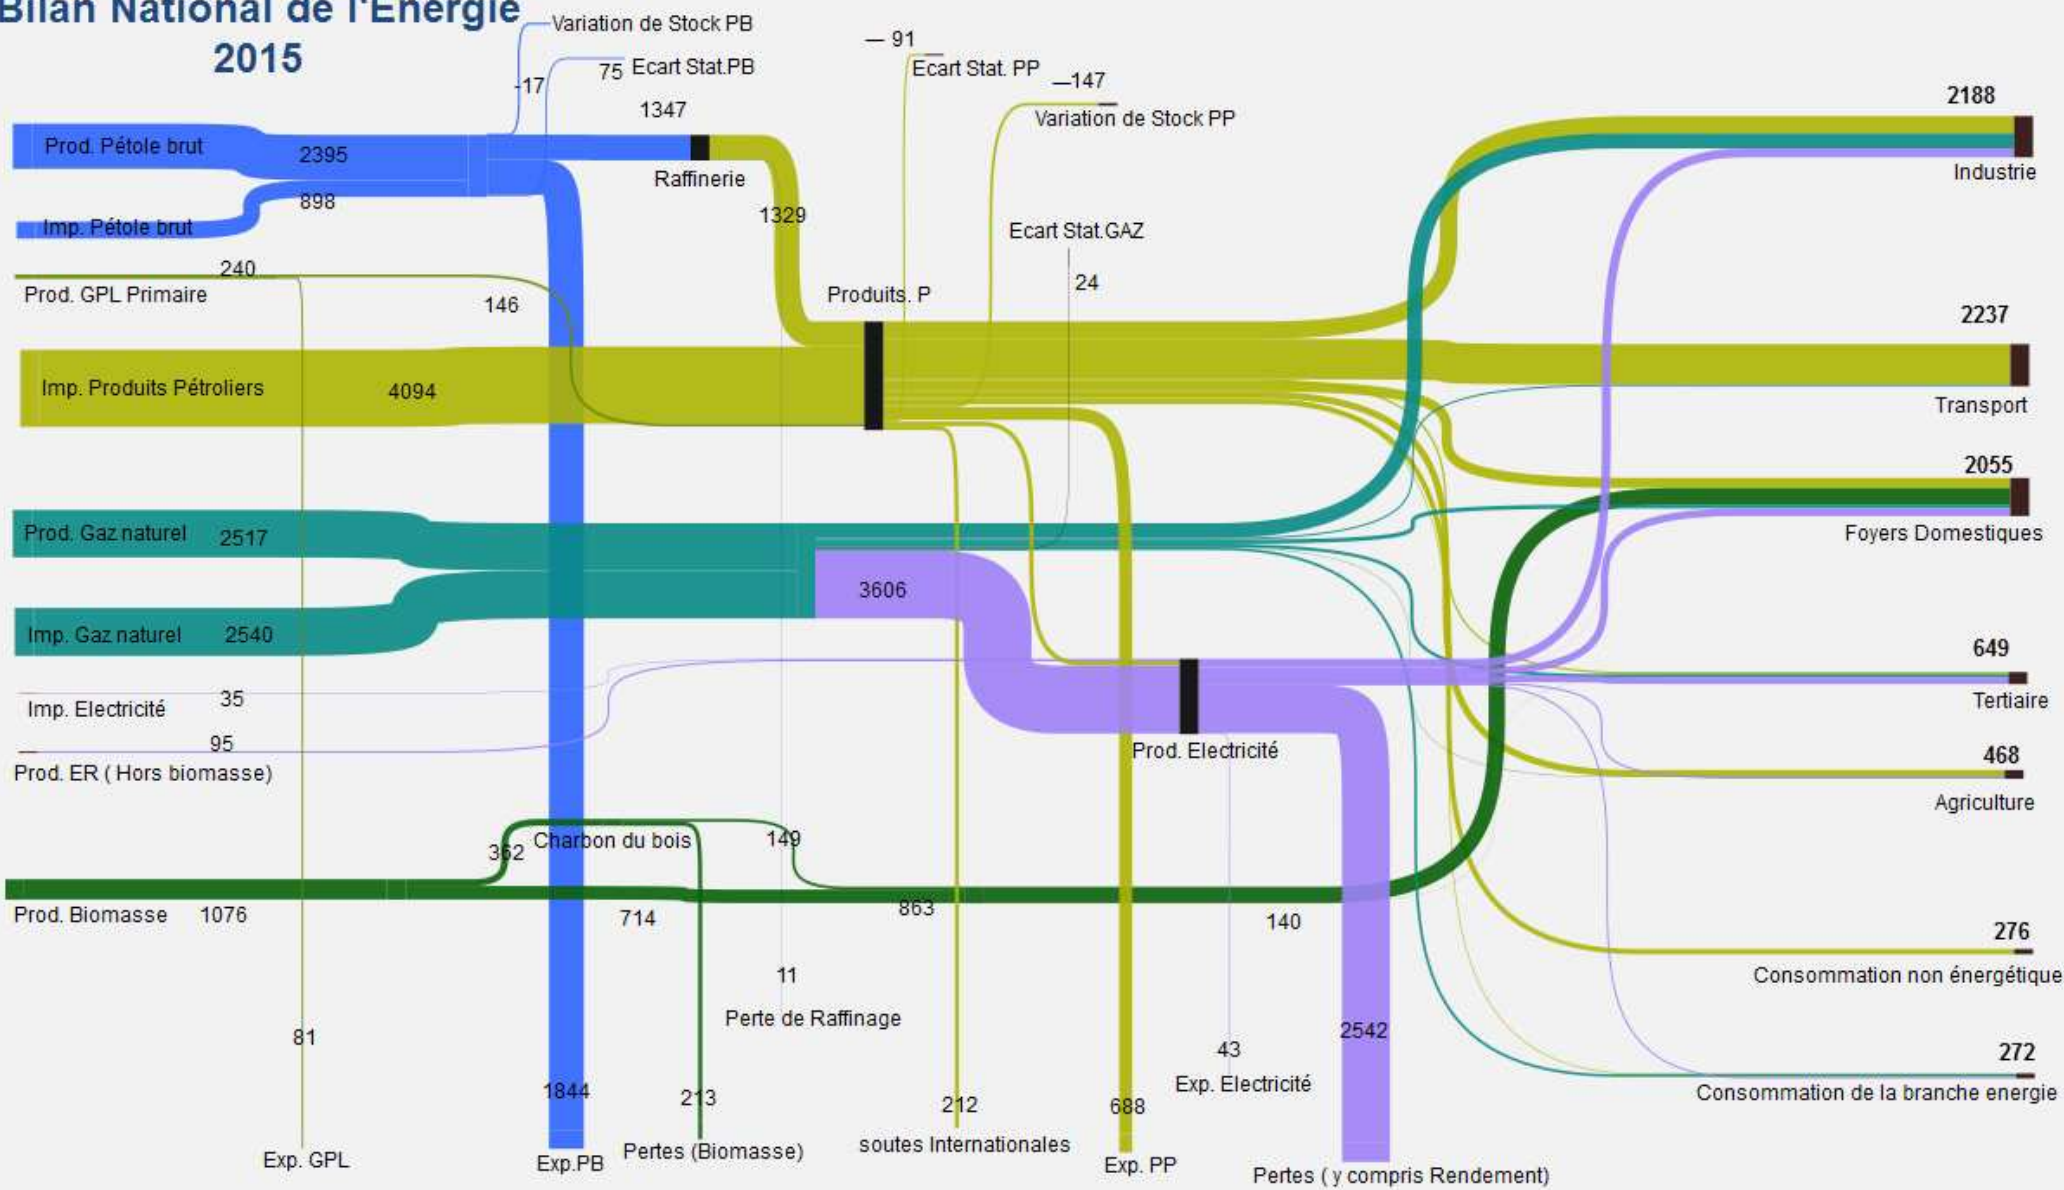 Bilan National de l'Energie
2015
Variation de Stock PB
-17
75 Ecart Stat.PB
1347
— 91
Ecart Stat. PP
—147
Variation de Stock PP
2188
Industrie
Prod. Pétole brut
2395
Raffinerie
898
Imp. Pétole brut
1329
Ecart Stat.GAZ
24
240
Prod. GPL Primaire
146
Produits. P
2237
Transport
Imp. Produits Pétroliers
4094
2055
Foyers Domestiques
Prod. Gaz naturel
2517
3606
Imp. Gaz naturel
2540
649
Tertiaire
35
Imp. Electricité
95
Prod. ER ( Hors biomasse)
Prod. Electricité
468
Agriculture
362
Charbon du bois
149
Prod. Biomasse
1076
714
863
140
276
Consommation non énergétique
11
Perte de Raffinage
81
2542
43
Exp. Electricité
272
Consommation de la branche energie
1844
213
212
688
Exp. GPL
Exp.PB
Pertes (Biomasse)
soutes Internationales
Exp. PP
Pertes ( y compris Rendement)